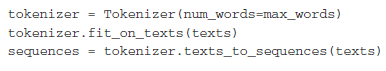 tokenizer = Tokenizer(num_words=max_words)
tokenizer.fit_on_texts(texts)
sequences = tokenizer.texts_to_sequences(texts)